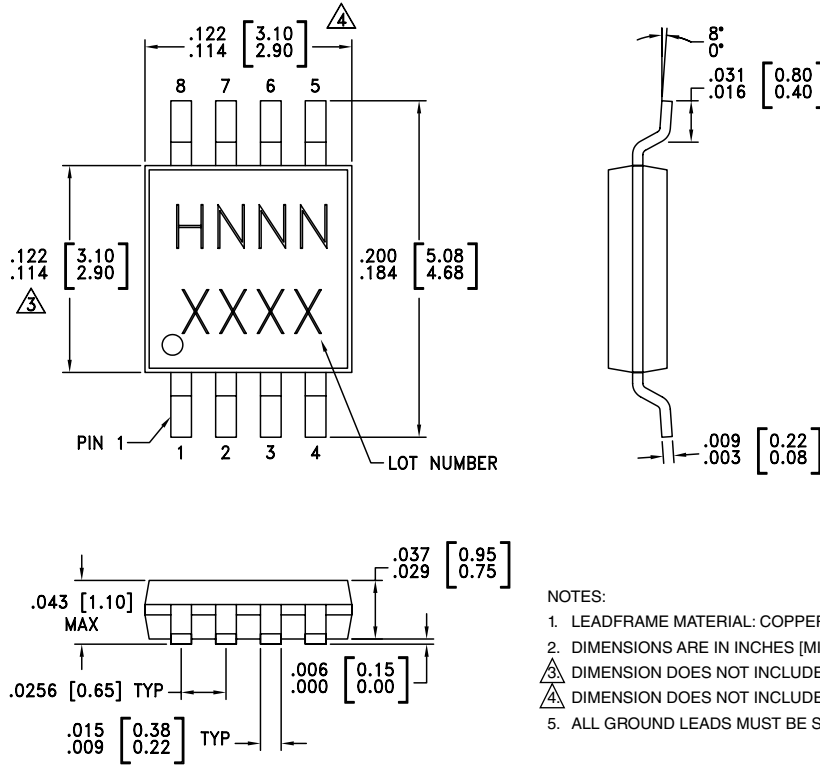 .122 [3.10]
.114 [2.90]
4
8 7 6 5
8°
0°
.031 [0.80]
.016 [0.40]
HNNN
XXXX
.122 [3.10]
.114 [2.90]
3
.200 [5.08]
.184 [4.68]
PIN 1
1 2 3 4
LOT NUMBER
.009 [0.22]
.003 [0.08]
.037 [0.95]
.029 [0.75]
.043 [1.10]
MAX
.0256 [0.65] TYP
.006 [0.15]
.000 [0.00]
.015 [0.38]
.009 [0.22]
TYP
NOTES:
1. LEADFRAME MATERIAL: COPPER
2. DIMENSIONS ARE IN INCHES
3. DIMENSION DOES NOT INCLUDE
4. DIMENSION DOES NOT INCLUDE
5. ALL GROUND LEADS MUST BE